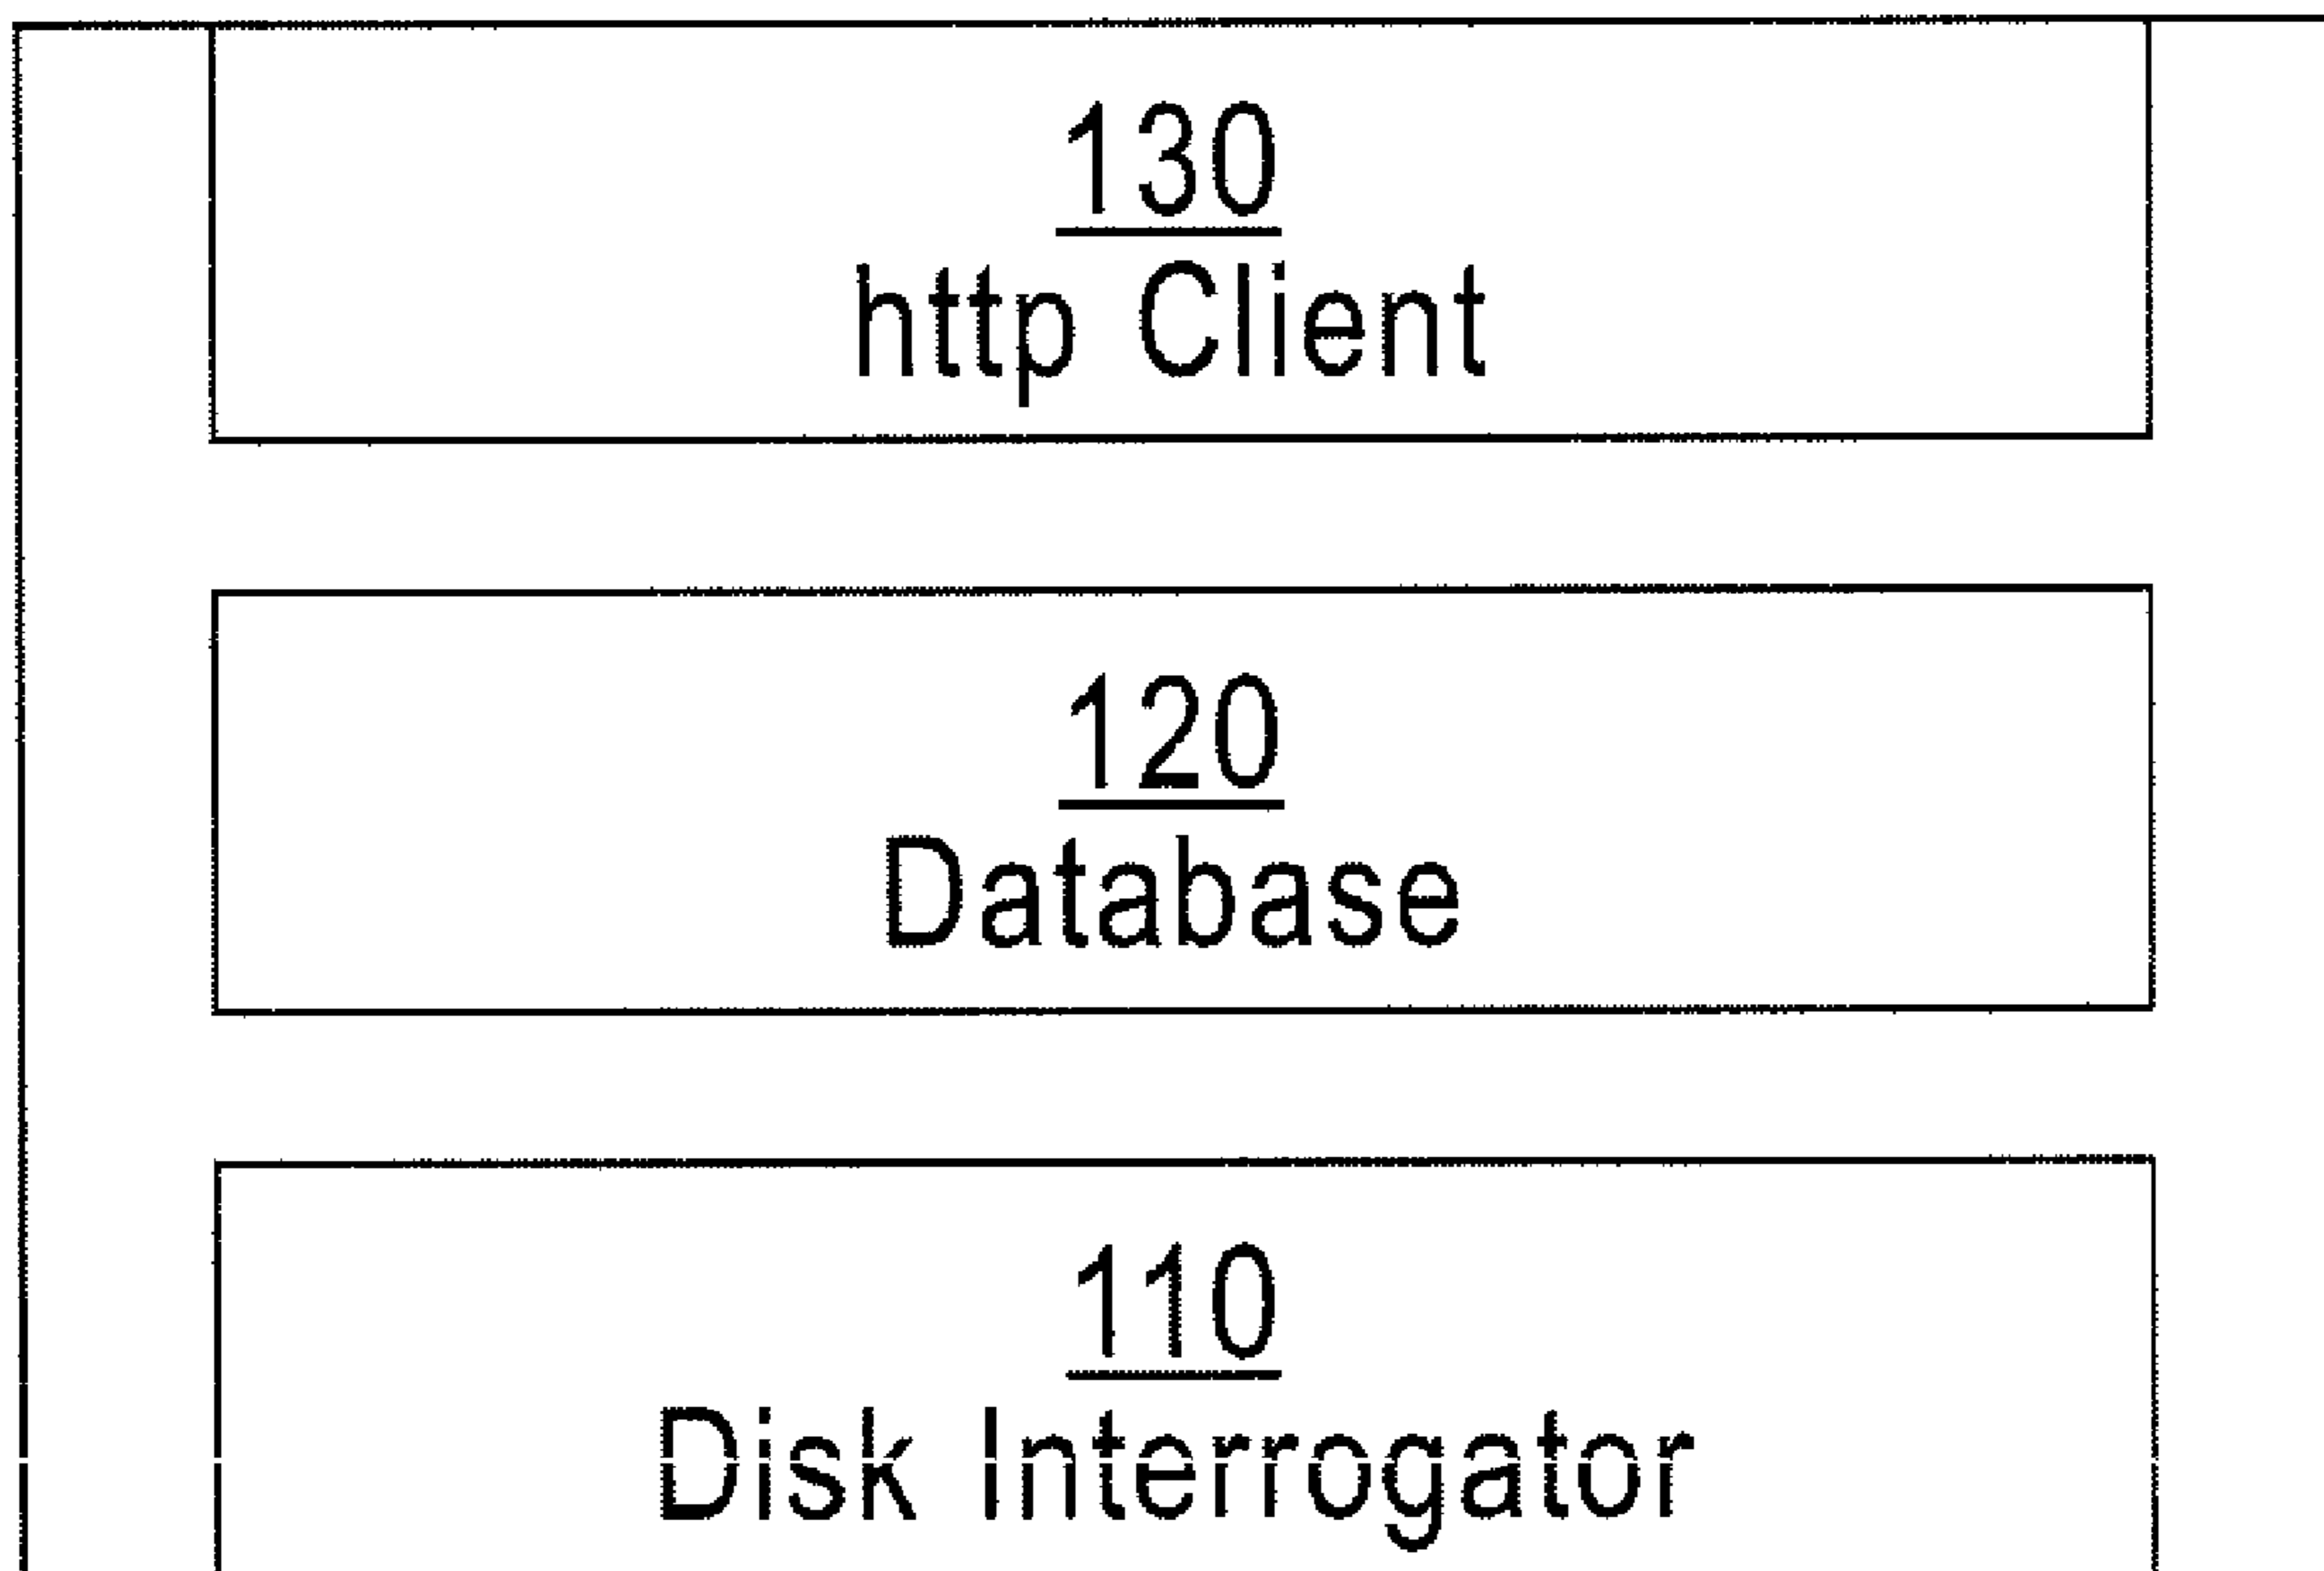 130
http Client
120
Database
110
Disk Interrogator